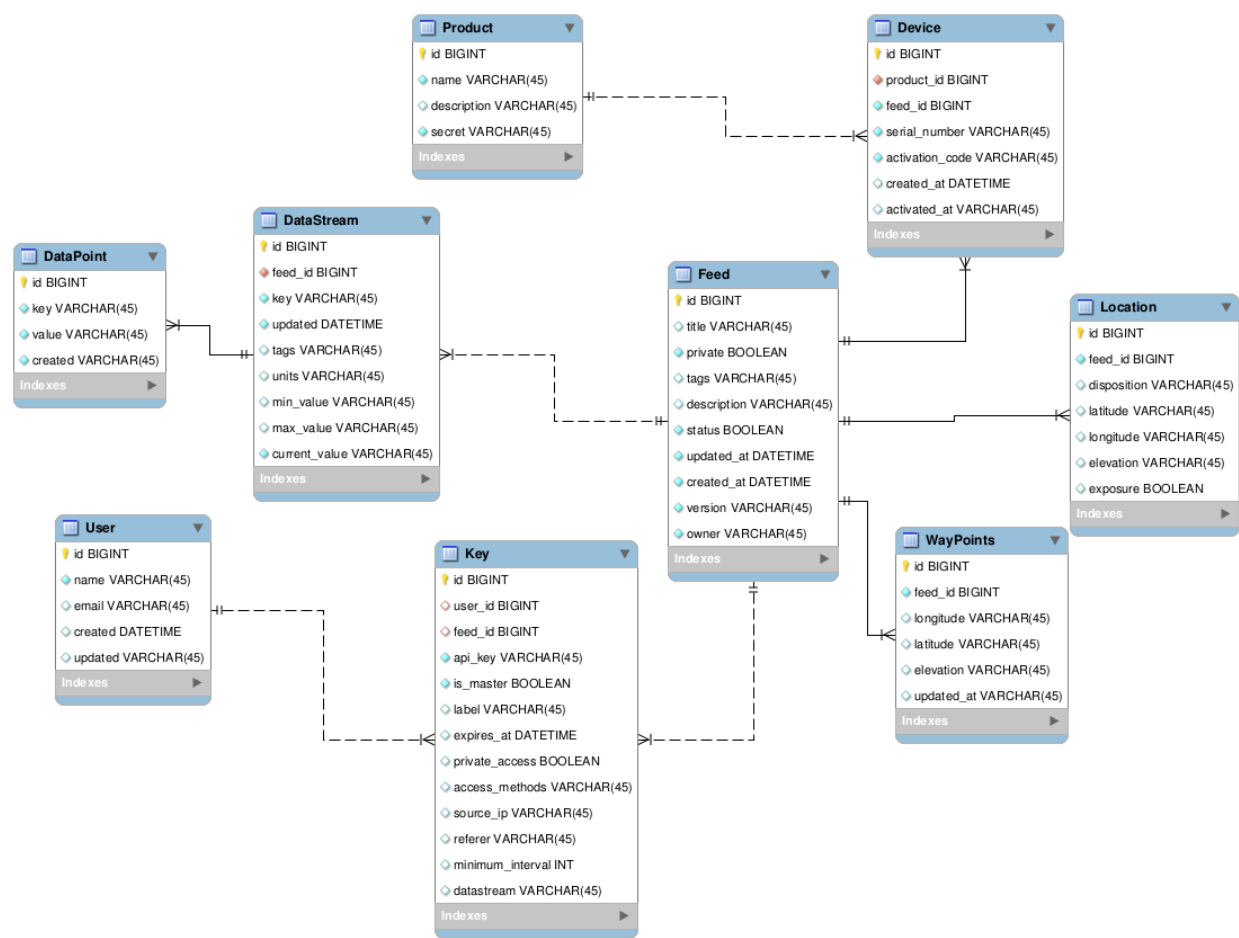 Product
id BIGINT
name VARCHAR(45)
description VARCHAR(45)
secret VARCHAR(45)
Indexes
Device
id BIGINT
product_id BIGINT
feed_id BIGINT
serial_number VARCHAR(45)
activation_code VARCHAR(45)
created_at DATETIME
activated_at VARCHAR(45)
Indexes
DataStream
id BIGINT
feed_id BIGINT
key VARCHAR(45)
updated DATETIME
tags VARCHAR(45)
units VARCHAR(45)
min_value VARCHAR(45)
max_value VARCHAR(45)
current_value VARCHAR(45)
Indexes
DataPoint
id BIGINT
key VARCHAR(45)
value VARCHAR(45)
created VARCHAR(45)
Indexes
Feed
id BIGINT
title VARCHAR(45)
private BOOLEAN
tags VARCHAR(45)
description VARCHAR(45)
status BOOLEAN
updated_at DATETIME
created_at DATETIME
version VARCHAR(45)
owner VARCHAR(45)
Indexes
Location
id BIGINT
feed_id BIGINT
disposition VARCHAR(45)
latitude VARCHAR(45)
longitude VARCHAR(45)
elevation VARCHAR(45)
exposure BOOLEAN
Indexes
User
id BIGINT
name VARCHAR(45)
email VARCHAR(45)
created DATETIME
updated VARCHAR(45)
Indexes
Key
id BIGINT
user_id BIGINT
feed_id BIGINT
api_key VARCHAR(45)
is_master BOOLEAN
label VARCHAR(45)
expires_at DATETIME
private_access BOOLEAN
access_methods VARCHAR(45)
source_ip VARCHAR(45)
referer VARCHAR(45)
minimum_interval INT
datastream VARCHAR(45)
Indexes
WayPoints
id BIGINT
feed_id BIGINT
longitude VARCHAR(45)
latitude VARCHAR(45)
elevation VARCHAR(45)
updated_at VARCHAR(45)
Indexes